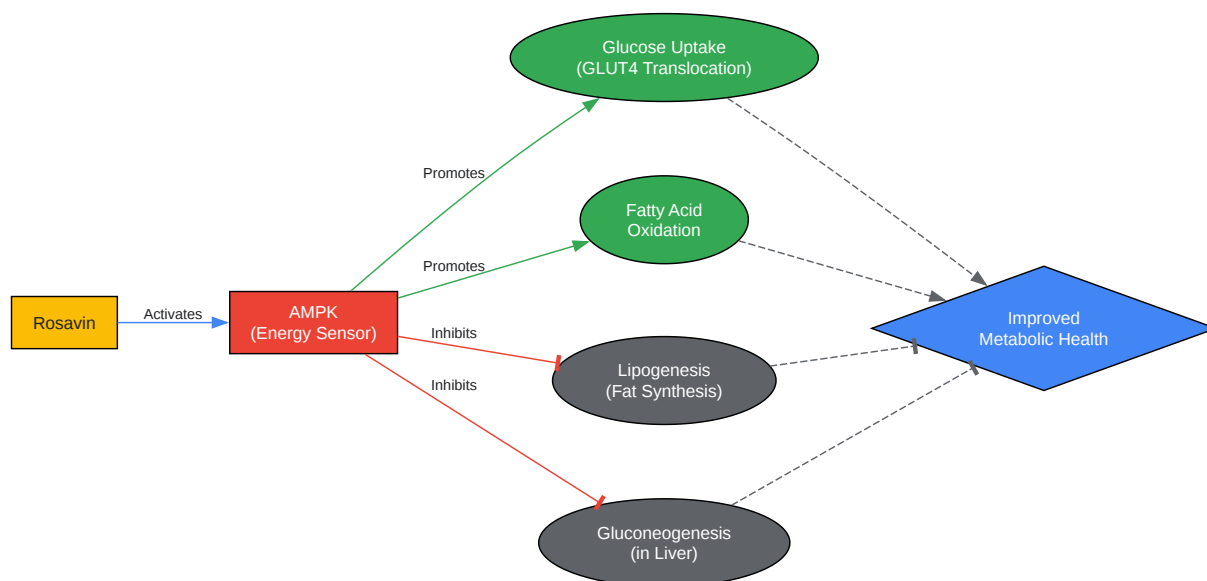 Glucose Uptake
(GLUT4 Translocation)
Promotes
Fatty Acid
Oxidation
Promotes
Rosavin
Activates
AMPK
(Energy Sensor)
Inhibits
Improved
Metabolic Health
Lipogenesis
(Fat Synthesis)
Inhibits
Gluconeogenesis
(in Liver)